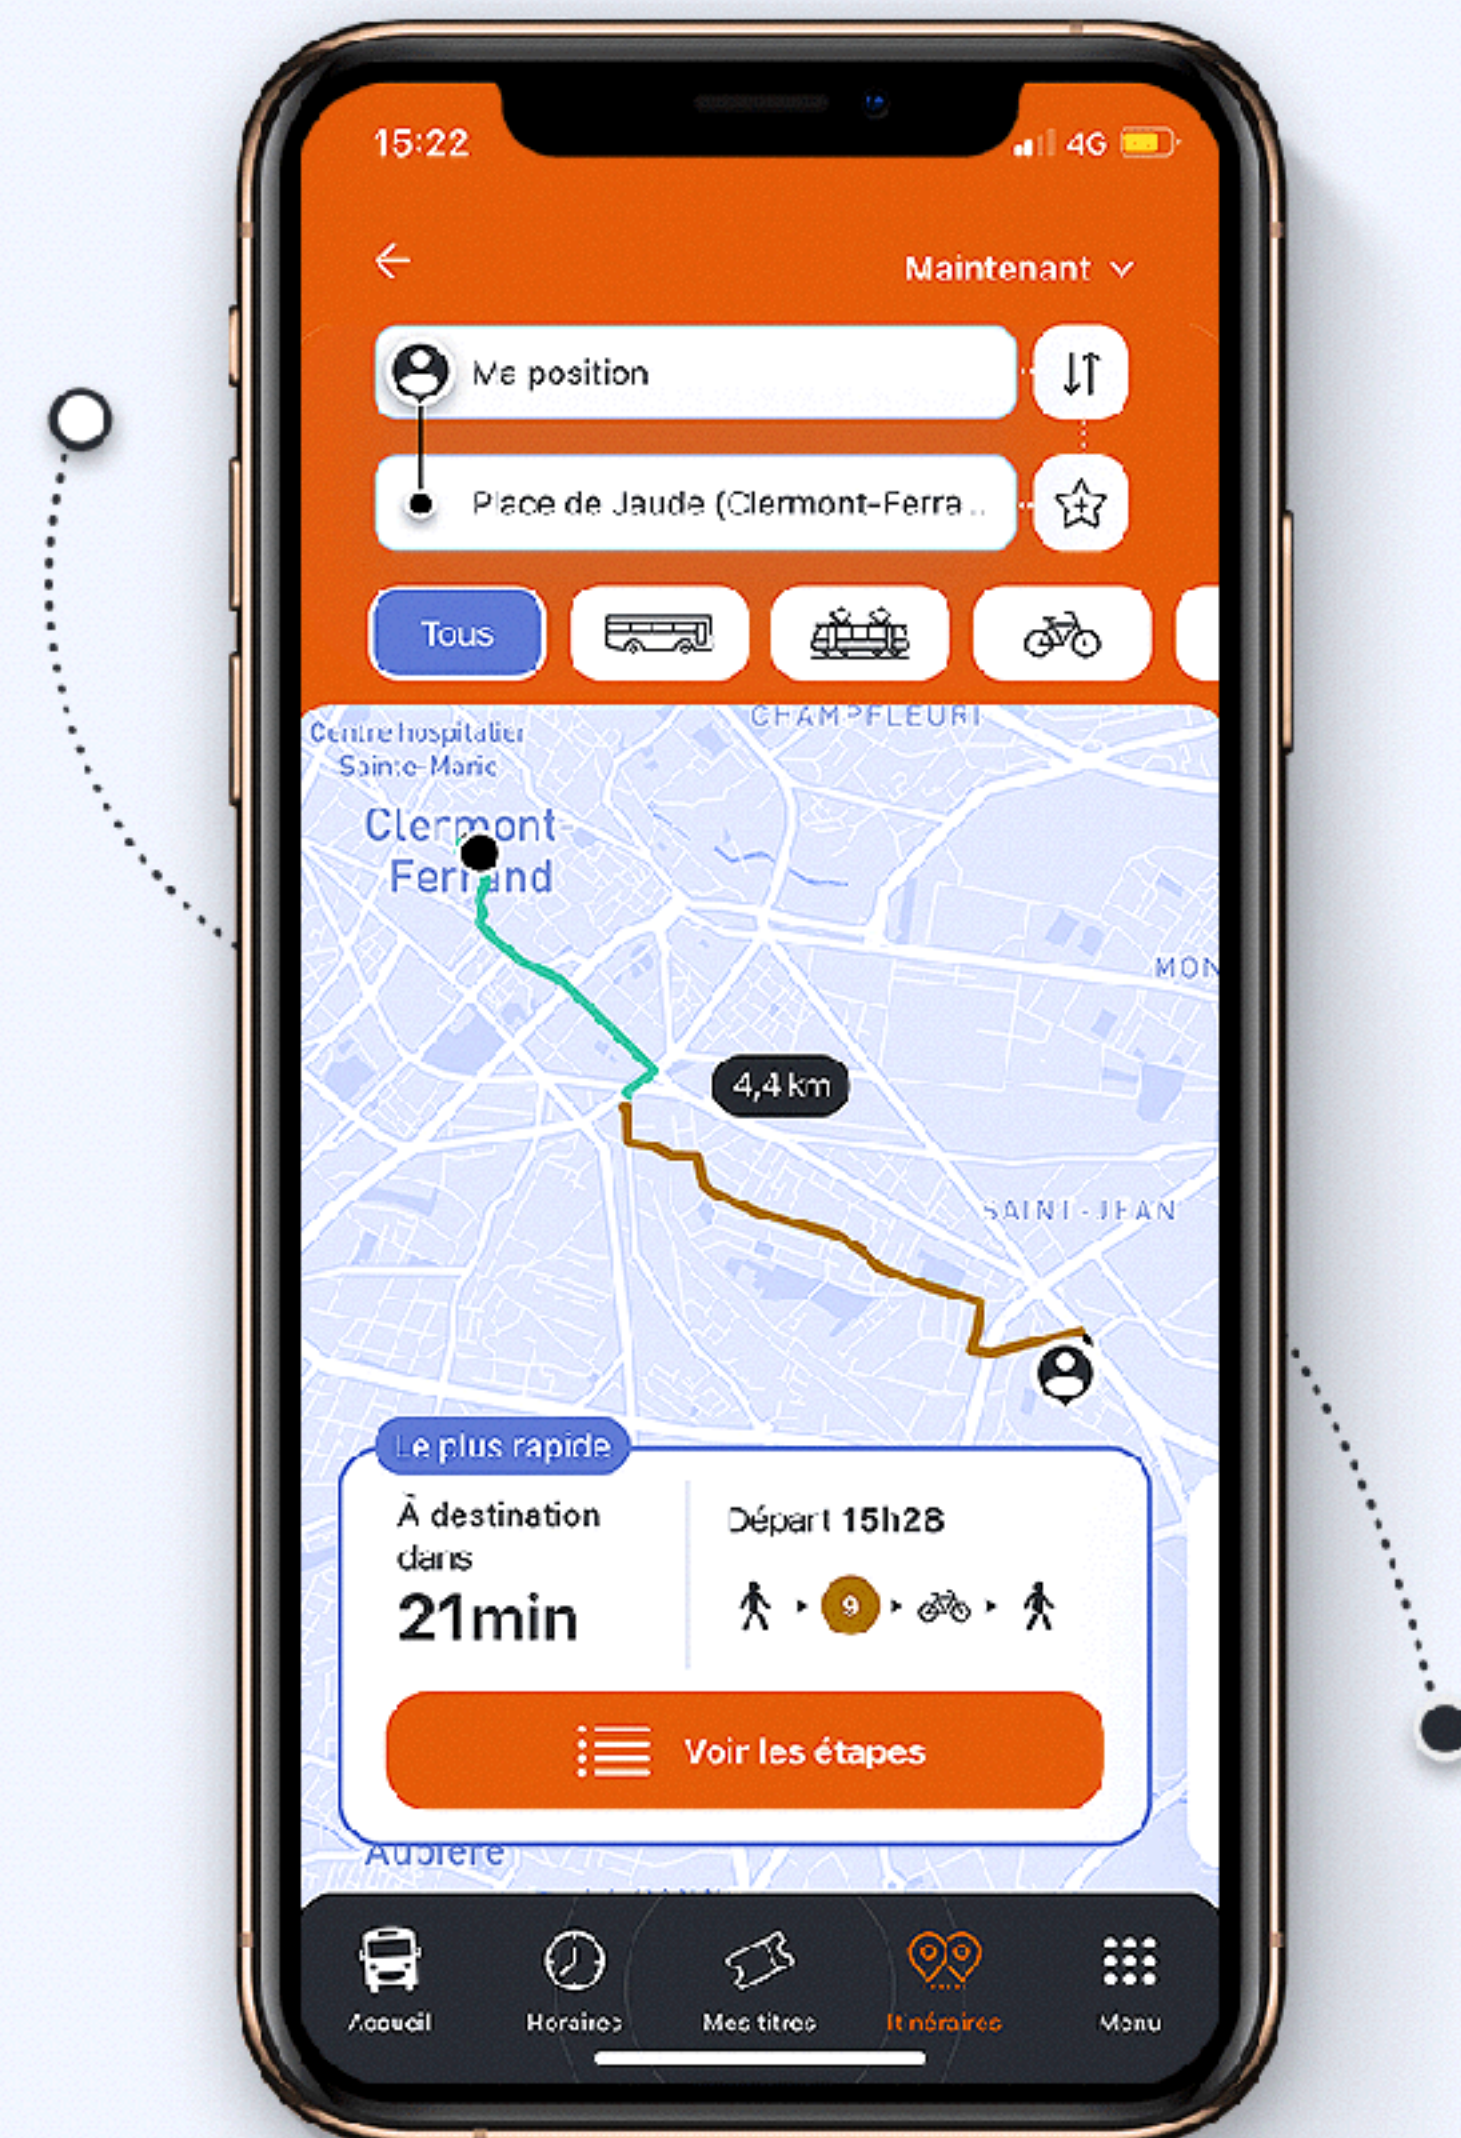 15:22
4G
Maintenant
Ma position
Place de Jaude (Clermont-Ferra...
Tous
CHAMPFLEURI
Centre hospitalier
Sainte-Marie
Clermont-
Ferrand
MON
4,4 km
SAINT-JEAN
Le plus rapide
À destination
dans
21min
Départ 15h28
9
Voir les étapes
Aubière
Accueil
Horaires
Mes titres
Itinéraires
Menu